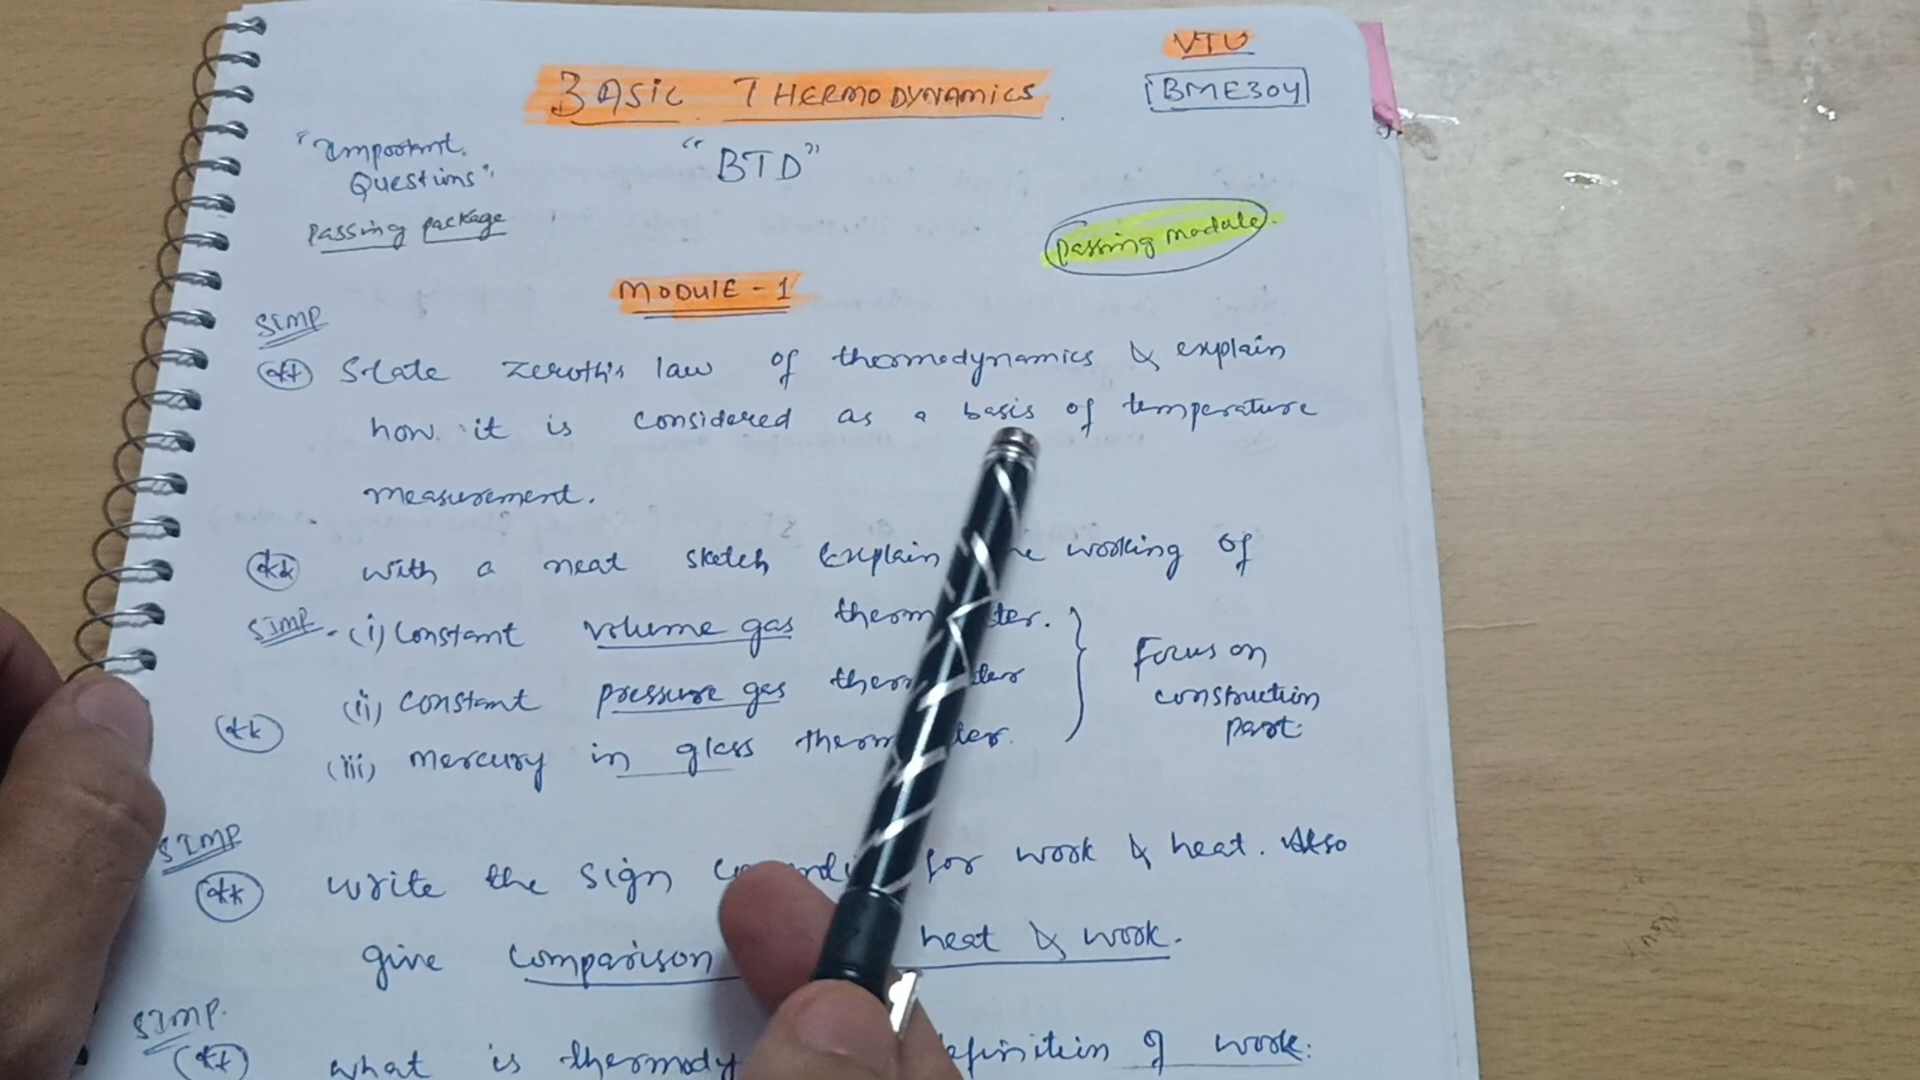 VTU
BASIC THERMODYNAMICS
BME304
"Important
Questions"
"BTD"
Passing package
Passing module.
MODULE - 1
SIMP
** State zeroth's law of thermodynamics & explain
how it is considered as a basis of temperature
measurement.
** with a neat sketch Explain working of
SIMP - (i) Constant volume gas
(ii) constant pressure gas
Focus on
construction
part.
**
(iii) mercury in glass
SIMP
** write the sign for work & heat. Also
give comparison heat & work.
SIMP.
** what is of work: